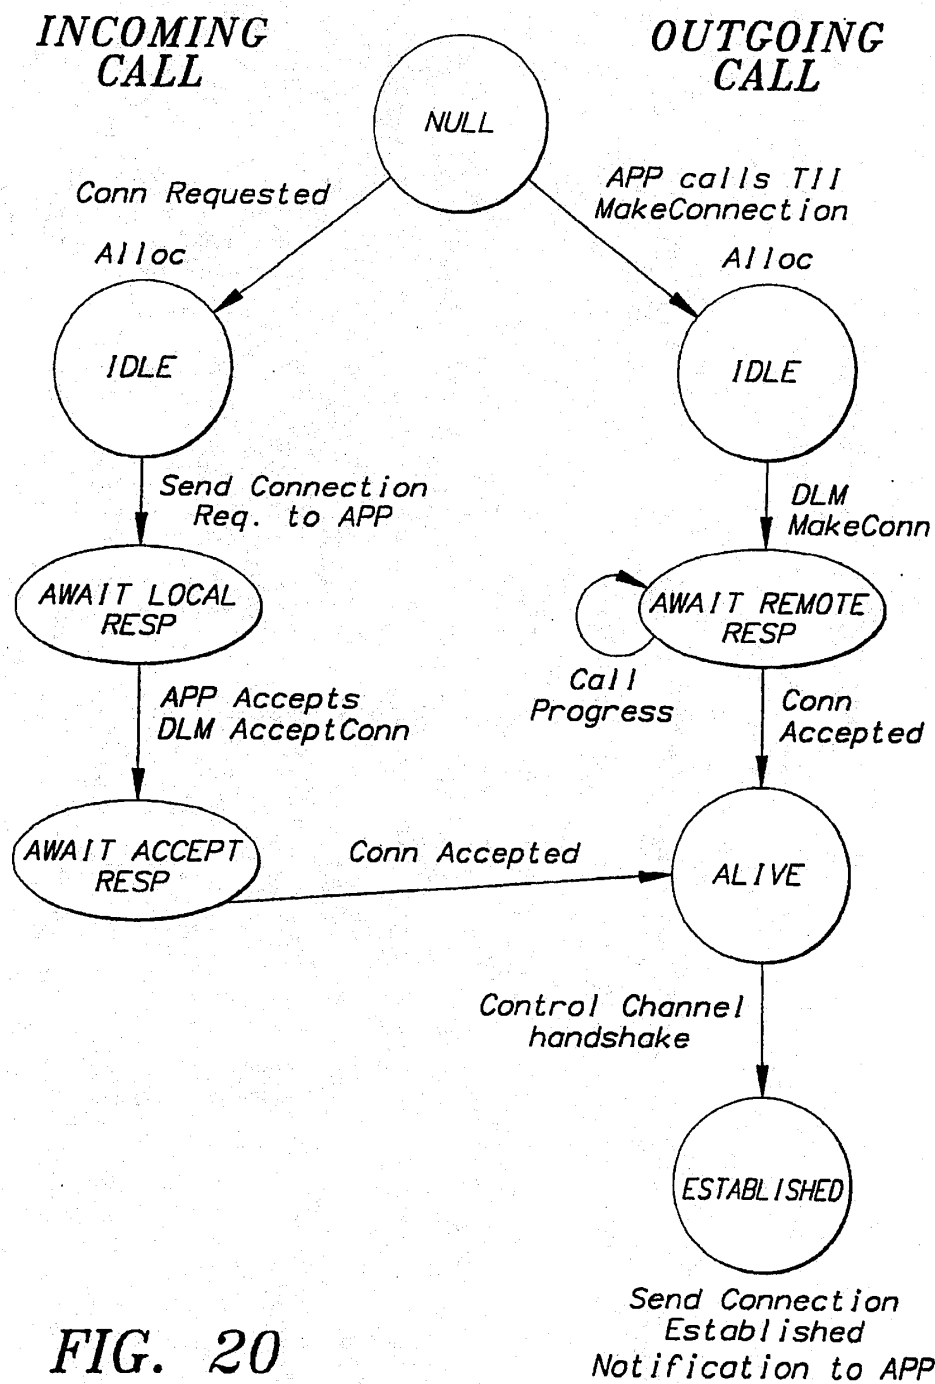 INCOMING
CALL
OUTGOING
CALL
NULL
Conn Requested
APP calls TII
MakeConnection
Alloc
Alloc
IDLE
IDLE
Send Connection
Req. to APP
DLM
MakeConn
AWAIT LOCAL
RESP
AWAIT REMOTE
RESP
Call
Progress
APP Accepts
DLM AcceptConn
Conn
Accepted
AWAIT ACCEPT
RESP
Conn Accepted
ALIVE
Control Channel
handshake
ESTABLISHED
Send Connection
Established
Notification to APP
FIG. 20